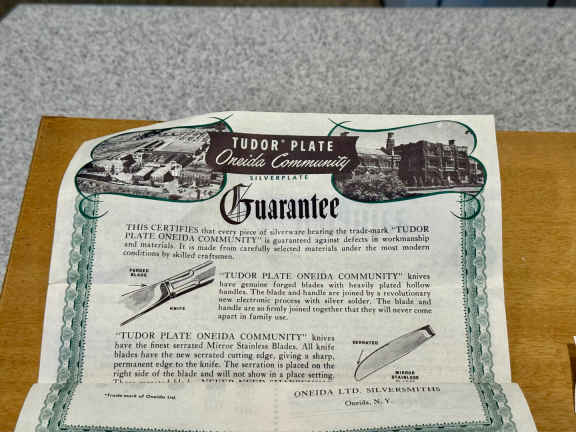 TUDOR* PLATE
Oneida Community
SILVERPLATE
Guarantee
THIS CERTIFIES that every piece of silverware bearing the trade-mark "TUDOR
PLATE ONEIDA COMMUNITY" is guaranteed against defects in workmanship
and materials. It is made from carefully selected materials under the most modern
conditions by skilled craftsmen.
FORGED
BLADE
KNIFE
"TUDOR PLATE ONEIDA COMMUNITY" knives
have genuine forged blades with heavily plated hollow
handles. The blade and handle are joined by a revolutionary
new electronic process with silver solder. The blade and
handle are so firmly joined together that they will never come
apart in family use.
"TUDOR PLATE ONEIDA COMMUNITY" knives
have the finest serrated Mirror Stainless Blades. All knife
blades have the new serrated cutting edge, giving a sharp,
permanent edge to the knife. The serration is placed on the
right side of the blade and will not show in a place setting.
SERRATED
MIRROR
STAINLESS
*Trade mark of Oneida Ltd.
ONEIDA LTD. SILVERSMITHS
Oneida, N. Y.